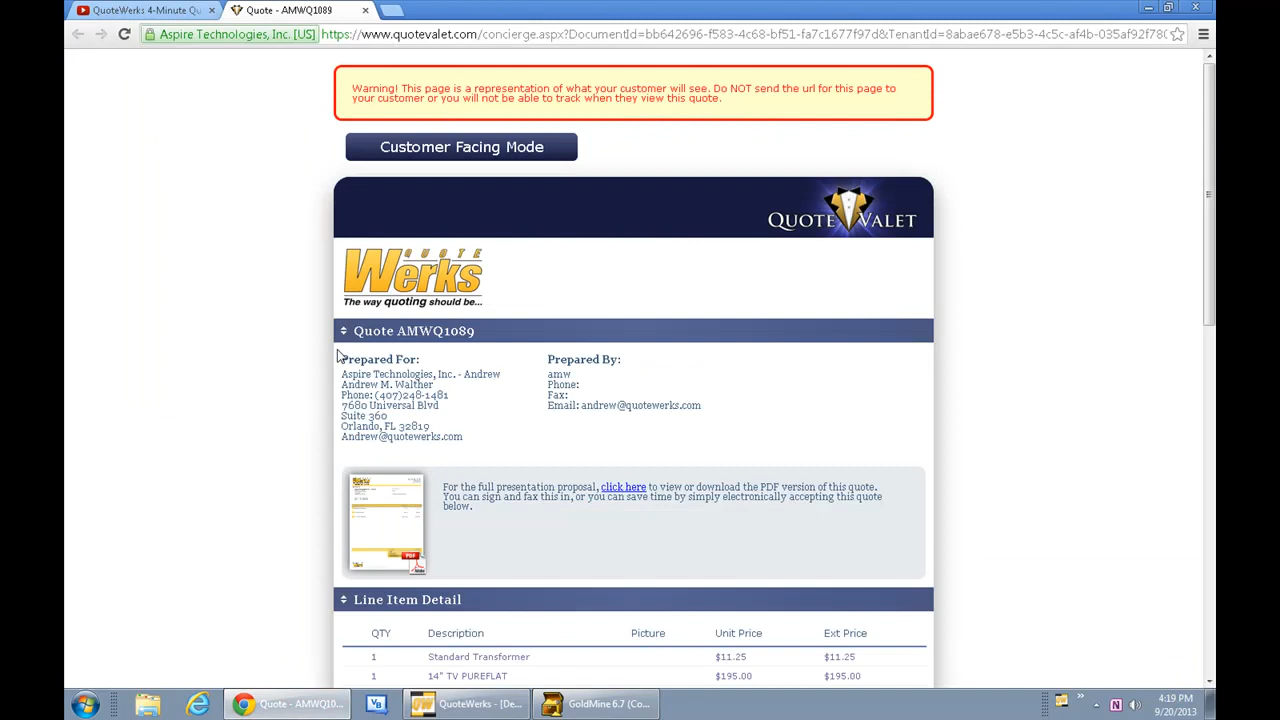 QuoteWerks 4-Minute Qu
Quote - AMWQ1089
Aspire Technologies, Inc. [US]
https://www.quotevalet.com/concierge.aspx?DocumentId=bb642696-f583-4c68-bf51-fa7c1677f97d&TenantId=8abae678-e5b3-4c5c-af4b-035af92f780
Warning! This page is a representation of what your customer will see. Do NOT send the url for this page to
your customer or you will not be able to track when they view this quote.
Customer Facing Mode
QUOTE VALET
QUOTE
Werks
The way quoting should be...
Quote AMWQ1089
Prepared For:
Aspire Technologies, Inc. - Andrew
Andrew M. Walther
Phone: (407)248-1481
7680 Universal Blvd
Suite 360
Orlando, FL 32819
Andrew@quotewerks.com
Prepared By:
amw
Phone:
Fax:
Email: andrew@quotewerks.com
For the full presentation proposal, click here to view or download the PDF version of this quote.
You can sign and fax this in, or you can save time by simply electronically accepting this quote
below.
PDF
Line Item Detail
QTY Description Picture Unit Price Ext Price
1 Standard Transformer $11.25 $11.25
1 14" TV PUREFLAT $195.00 $195.00
Quote - AMWQ10...
QuoteWerks - [De...
GoldMine 6.7 (Co...
4:19 PM
9/20/2013